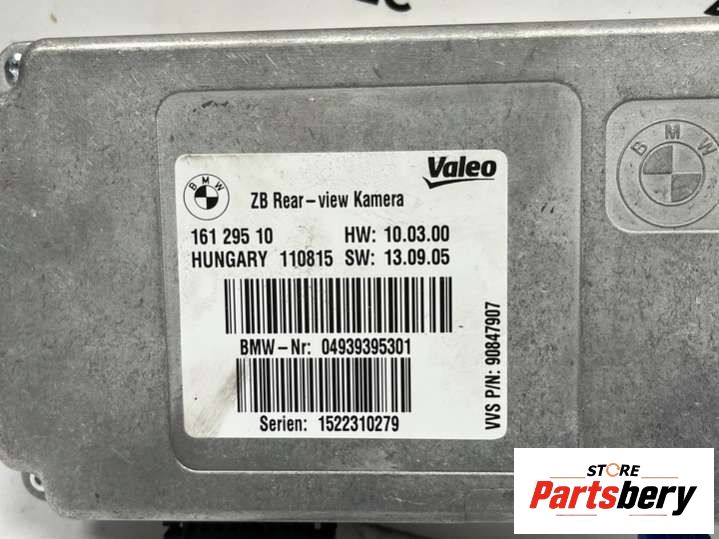 BMW
Valeo
ZB Rear-view Kamera
161 295 10 HW: 10.03.00
HUNGARY 110815 SW: 13.09.05
BMW-Nr: 04939395301
Serien: 1522310279
VVS P/N: 90847907
BMW
STORE
Partsbery